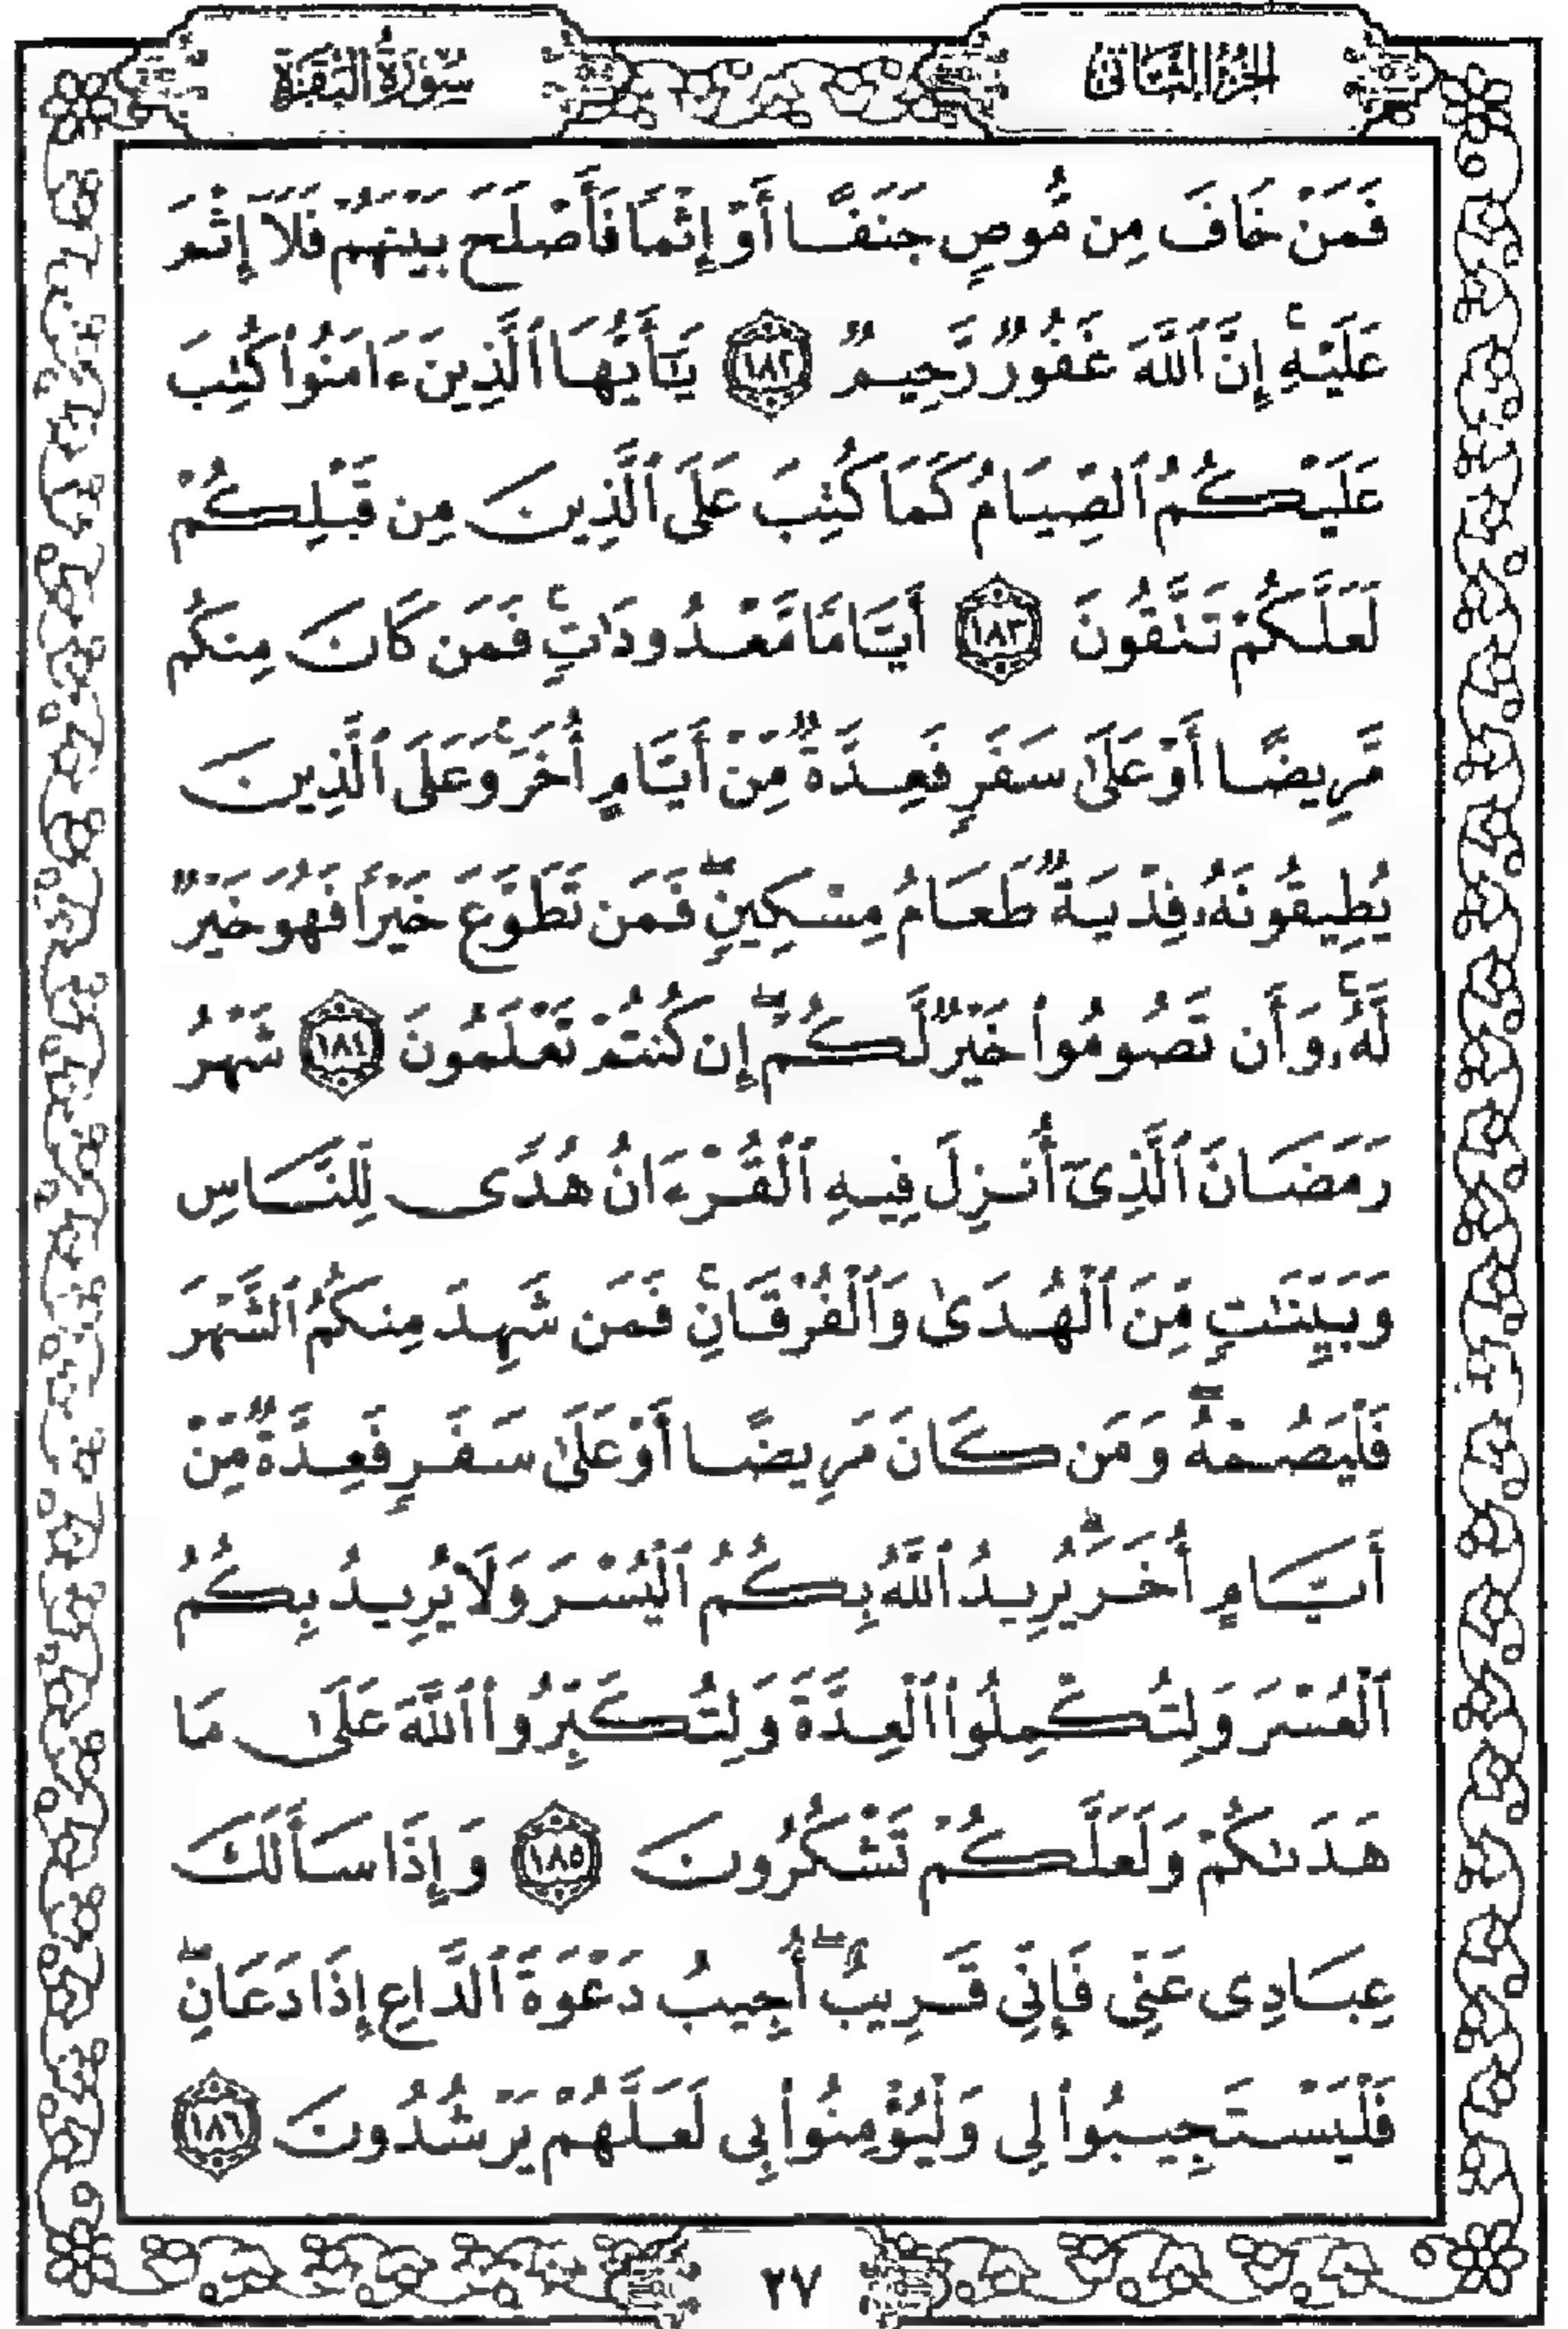 الجزء الثاني
سورة البقرة
فَمَنْ خَافَ مِن مُّوصٍ جَنَفًا أَوْ إِثْمًا فَأَصْلَحَ بَيْنَهُمْ فَلَآ إِثْمَ
عَلَيْهِۚ إِنَّ ٱللَّهَ غَفُورٌ رَّحِيمٌ ١٨٢ يَٰٓأَيُّهَا ٱلَّذِينَ ءَامَنُوا۟ كُتِبَ
عَلَيْكُمُ ٱلصِّيَامُ كَمَا كُتِبَ عَلَى ٱلَّذِينَ مِن قَبْلِكُمْ
لَعَلَّكُمْ تَتَّقُونَ ١٨٣ أَيَّامًا مَّعْدُودَٰتٍۚ فَمَن كَانَ مِنكُم
مَّرِيضًا أَوْ عَلَىٰ سَفَرٍ فَعِدَّةٌ مِّنْ أَيَّامٍ أُخَرَۚ وَعَلَى ٱلَّذِينَ
يُطِيقُونَهُۥ فِدْيَةٌ طَعَامُ مِسْكِينٍۖ فَمَن تَطَوَّعَ خَيْرًا فَهُوَ خَيْرٌ
لَّهُۥۚ وَأَن تَصُومُوا۟ خَيْرٌ لَّكُمْۖ إِن كُنتُمْ تَعْلَمُونَ ١٨٤ شَهْرُ
رَمَضَانَ ٱلَّذِىٓ أُنزِلَ فِيهِ ٱلْقُرْءَانُ هُدًى لِّلنَّاسِ
وَبَيِّنَٰتٍ مِّنَ ٱلْهُدَىٰ وَٱلْفُرْقَانِۚ فَمَن شَهِدَ مِنكُمُ ٱلشَّهْرَ
فَلْيَصُمْهُۖ وَمَن كَانَ مَرِيضًا أَوْ عَلَىٰ سَفَرٍ فَعِدَّةٌ مِّنْ
أَيَّامٍ أُخَرَۗ يُرِيدُ ٱللَّهُ بِكُمُ ٱلْيُسْرَ وَلَا يُرِيدُ بِكُمُ
ٱلْعُسْرَ وَلِتُكْمِلُوا۟ ٱلْعِدَّةَ وَلِتُكَبِّرُوا۟ ٱللَّهَ عَلَىٰ مَا
هَدَىٰكُمْ وَلَعَلَّكُمْ تَشْكُرُونَ ١٨٥ وَإِذَا سَأَلَكَ
عِبَادِى عَنِّى فَإِنِّى قَرِيبٌۖ أُجِيبُ دَعْوَةَ ٱلدَّاعِ إِذَا دَعَانِۖ
فَلْيَسْتَجِيبُوا۟ لِى وَلْيُؤْمِنُوا۟ بِى لَعَلَّهُمْ يَرْشُدُونَ ١٨٦
٢٧